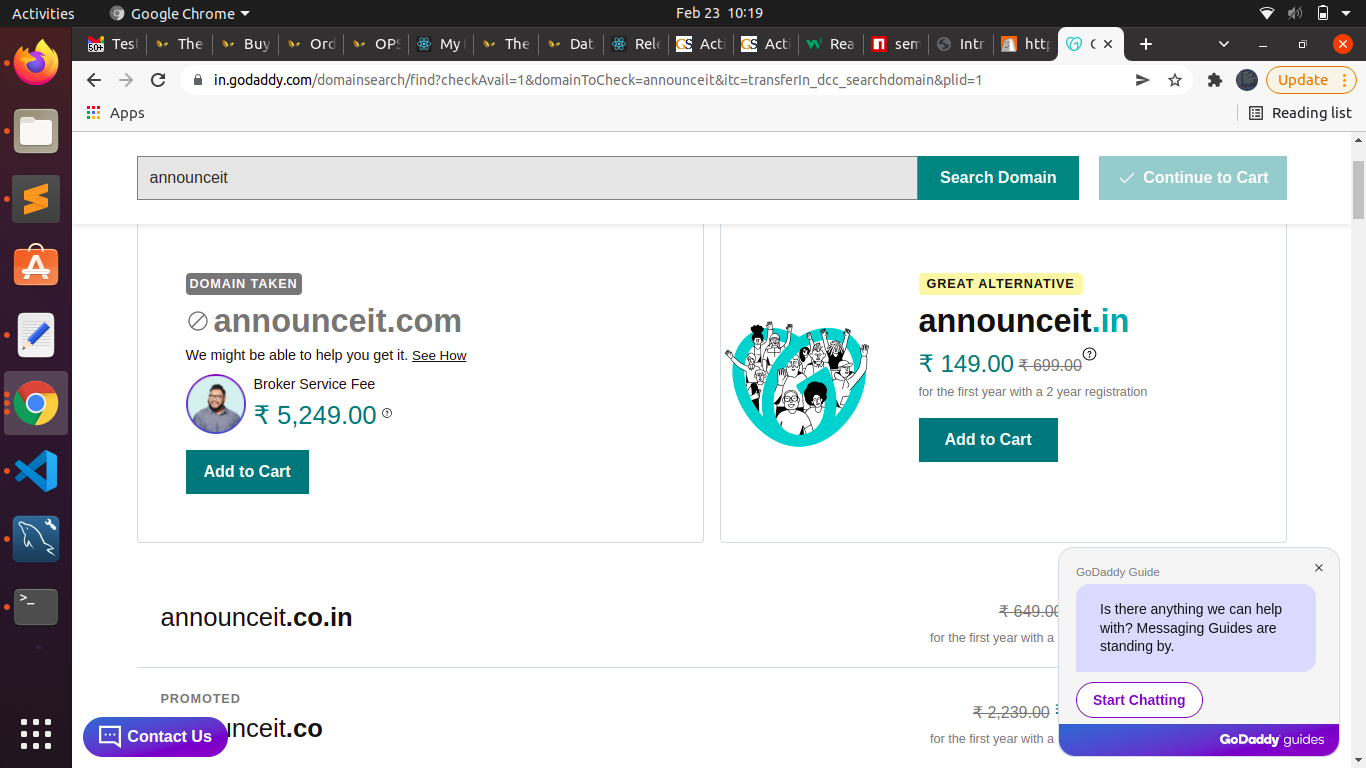 Activities
Google Chrome
Feb 23 10:19
50+
Test
The
Buy
Ord
OPS
My
The
Data
Rele
GS
Acti
GS
Acti
Rea
sem
Intr
http
in.godaddy.com/domainsearch/find?checkAvail=1&domainToCheck=announceit&itc=transferIn_dcc_searchdomain&plid=1
Update
Apps
Reading list
announceit
Search Domain
Continue to Cart
DOMAIN TAKEN
announceit.com
We might be able to help you get it. See How
Broker Service Fee
₹ 5,249.00
?
Add to Cart
GREAT ALTERNATIVE
announceit.in
₹ 149.00 ₹ 699.00
?
for the first year with a 2 year registration
Add to Cart
announceit.co.in
₹ 649.00
for the first year with a
PROMOTED
unceit.co
₹ 2,239.00
for the first year with a
Contact Us
GoDaddy Guide
Is there anything we can help
with? Messaging Guides are
standing by.
Start Chatting
GoDaddy guides
>_